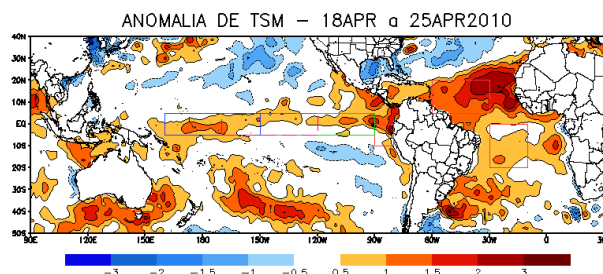 ANOMALIA DE TSM – 18APR a 25APR2010
40N
30N
20N
10N
EQ
10S
20S
30S
40S
50S
90E 120E 150E 180 150W 120W 90W 60W 30W 0 30
-3 -2 -1.5 -1 -0.5 0.5 1 1.5 2 3